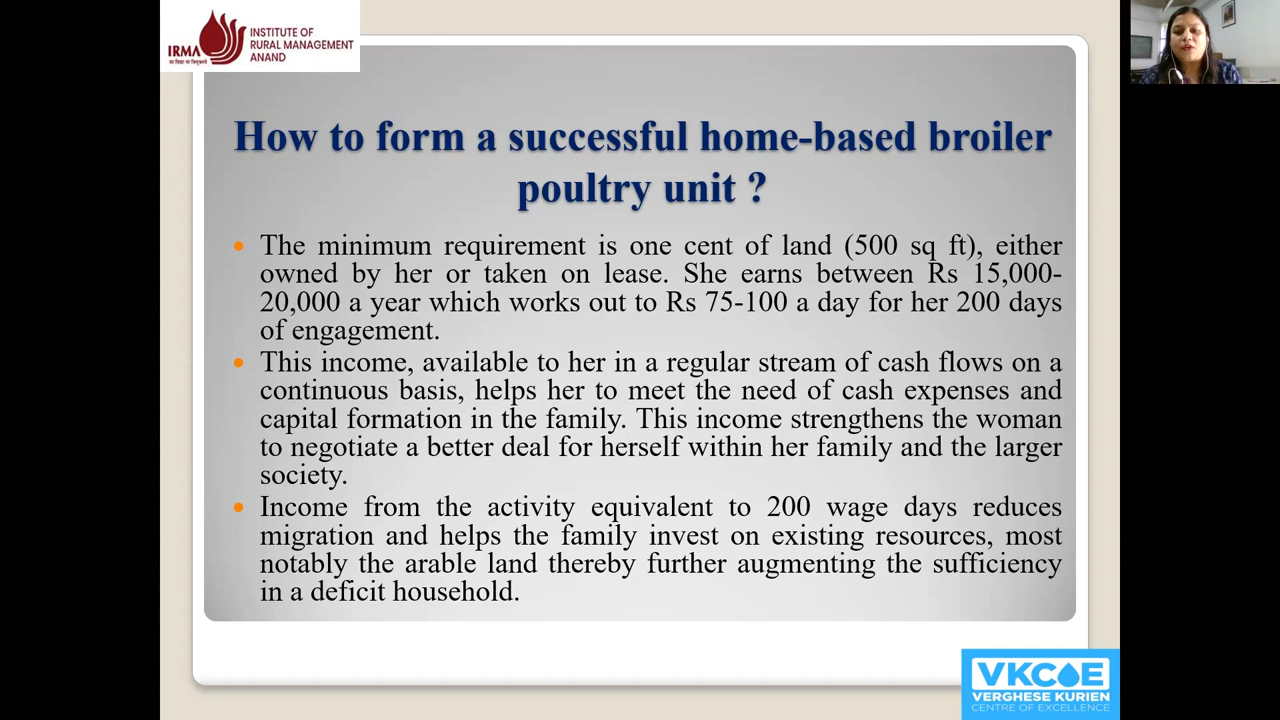 IRMA
INSTITUTE OF
RURAL MANAGEMENT
ANAND
How to form a successful home-based broiler
poultry unit ?
• The minimum requirement is one cent of land (500 sq ft), either
owned by her or taken on lease. She earns between Rs 15,000-
20,000 a year which works out to Rs 75-100 a day for her 200 days
of engagement.
• This income, available to her in a regular stream of cash flows on a
continuous basis, helps her to meet the need of cash expenses and
capital formation in the family. This income strengthens the woman
to negotiate a better deal for herself within her family and the larger
society.
• Income from the activity equivalent to 200 wage days reduces
migration and helps the family invest on existing resources, most
notably the arable land thereby further augmenting the sufficiency
in a deficit household.
VKCOE
VERGHESE KURIEN
CENTRE OF EXCELLENCE